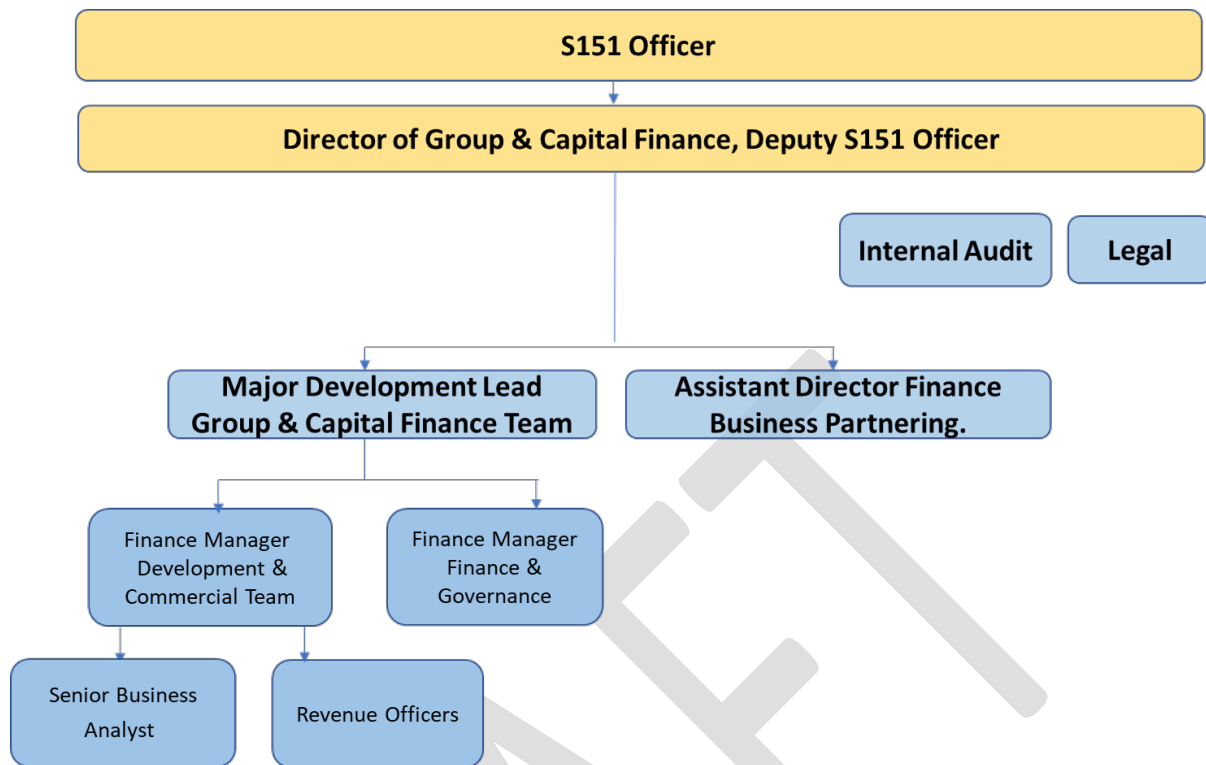 S151 Officer
Director of Group & Capital Finance, Deputy S151 Officer
Internal Audit
Legal
Major Development Lead
Group & Capital Finance Team
Assistant Director Finance
Business Partnering.
Finance Manager
Development &
Commercial Team
Finance Manager
Finance &
Governance
Senior Business
Analyst
Revenue Officers